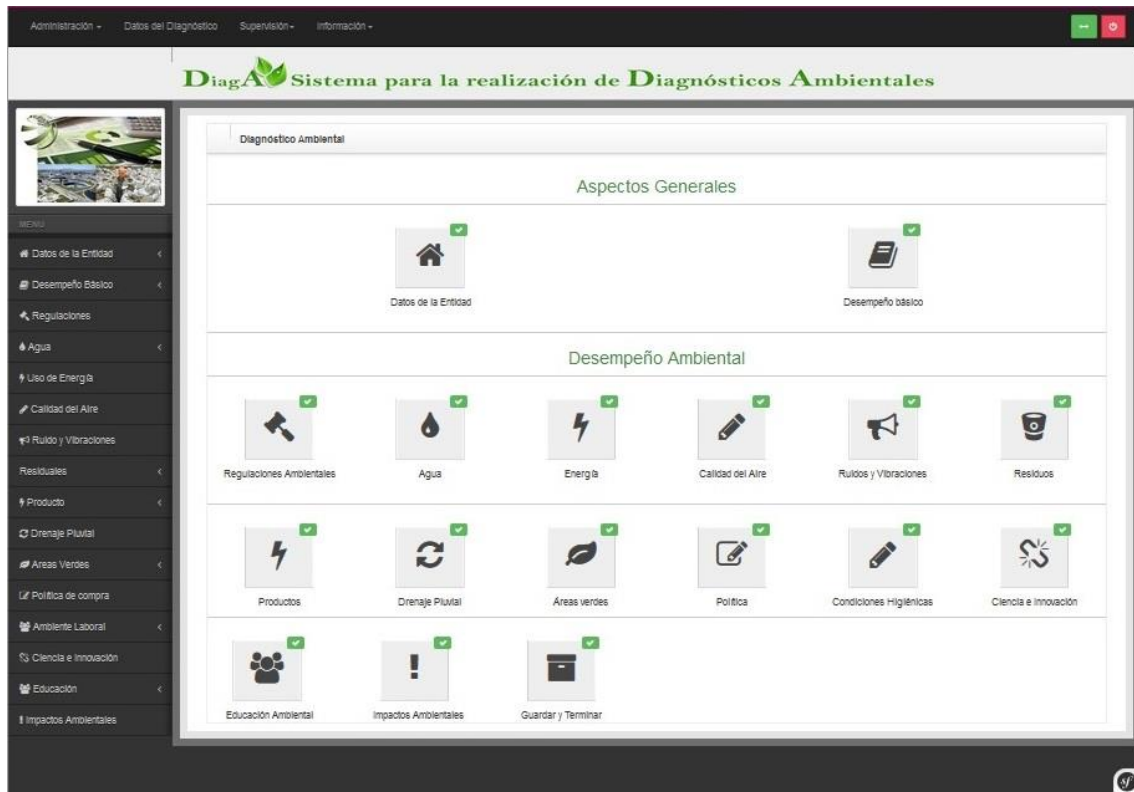 Administración Datos del Diagnóstico Supervisión Información
DiagA Sistema para la realización de Diagnósticos Ambientales
MENU
Datos de la Entidad
Desempeño Básico
Regulaciones
Agua
Uso de Energía
Calidad del Aire
Ruido y Vibraciones
Residuales
Producto
Drenaje Pluvial
Areas Verdes
Política de compra
Ambiente Laboral
Ciencia e Innovación
Educación
Impactos Ambientales
Diagnóstico Ambiental
Aspectos Generales
Datos de la Entidad Desempeño básico
Desempeño Ambiental
Regulaciones Ambientales Agua Energía Calidad del Aire Ruidos y Vibraciones Residuos
Productos Drenaje Pluvial Áreas verdes Política Condiciones Higiénicas Ciencia e Innovación
Educación Ambiental Impactos Ambientales Guardar y Terminar
sf